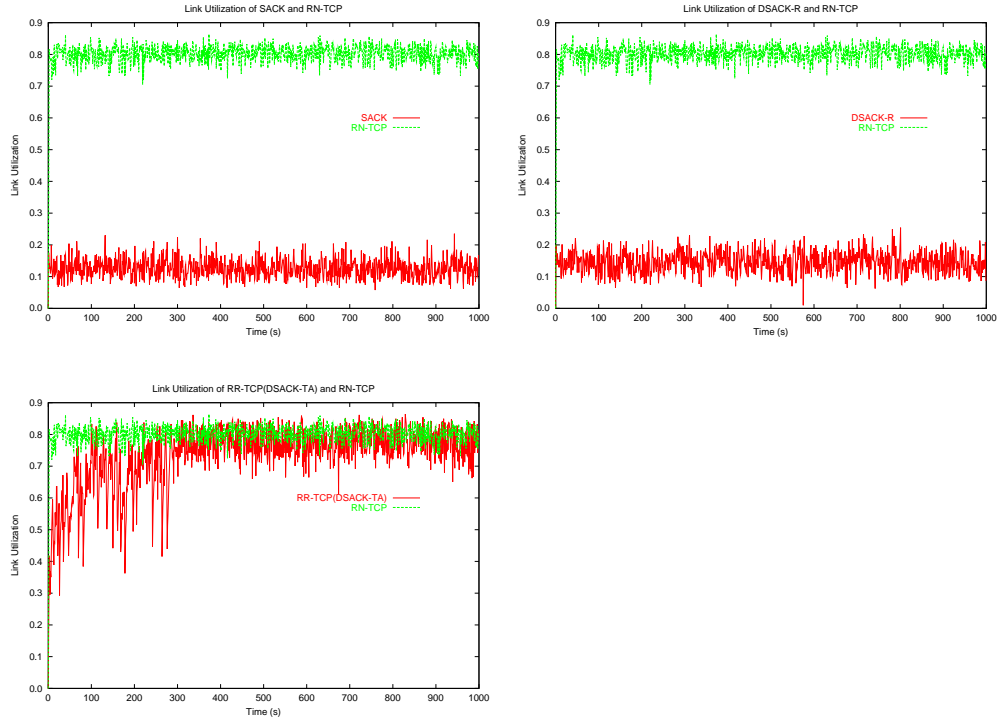 Link Utilization of SACK and RN-TCP
Link Utilization
0.9
0.8
0.7
0.6
0.5
0.4
0.3
0.2
0.1
0.0
SACK
RN-TCP
0 100 200 300 400 500 600 700 800 900 1000
Time (s)
Link Utilization of DSACK-R and RN-TCP
Link Utilization
0.9
0.8
0.7
0.6
0.5
0.4
0.3
0.2
0.1
0.0
DSACK-R
RN-TCP
0 100 200 300 400 500 600 700 800 900 1000
Time (s)
Link Utilization of RR-TCP(DSACK-TA) and RN-TCP
Link Utilization
0.9
0.8
0.7
0.6
0.5
0.4
0.3
0.2
0.1
0.0
RR-TCP(DSACK-TA)
RN-TCP
0 100 200 300 400 500 600 700 800 900 1000
Time (s)